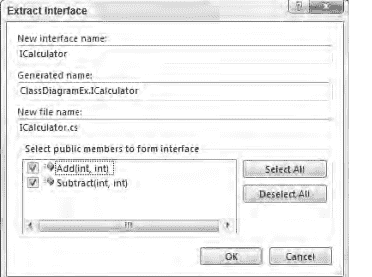 Extract Interface
New interface name:
ICalculator
Generated name:
ClassDiagramEx.ICalculator
New file name:
ICalculator.cs
Select public members to form interface
Add(int, int)
Subtract(int, int)
Select All
Deselect All
OK
Cancel